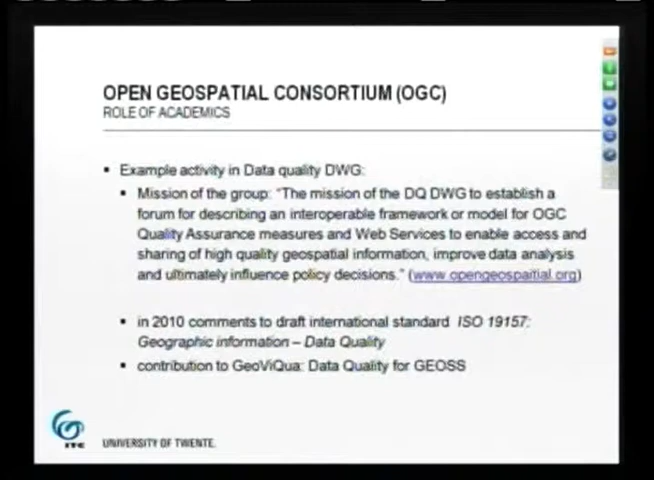 OPEN GEOSPATIAL CONSORTIUM (OGC)
ROLE OF ACADEMICS
▪ Example activity in Data quality DWG:
▪ Mission of the group: "The mission of the DQ DWG to establish a
forum for describing an interoperable framework or model for OGC
Quality Assurance measures and Web Services to enable access and
sharing of high quality geospatial information, improve data analysis
and ultimately influence policy decisions." (www.opengeospaitial.org)
▪ in 2010 comments to draft international standard ISO 19157:
Geographic information – Data Quality
▪ contribution to GeoViQua: Data Quality for GEOSS
ITC
UNIVERSITY OF TWENTE.